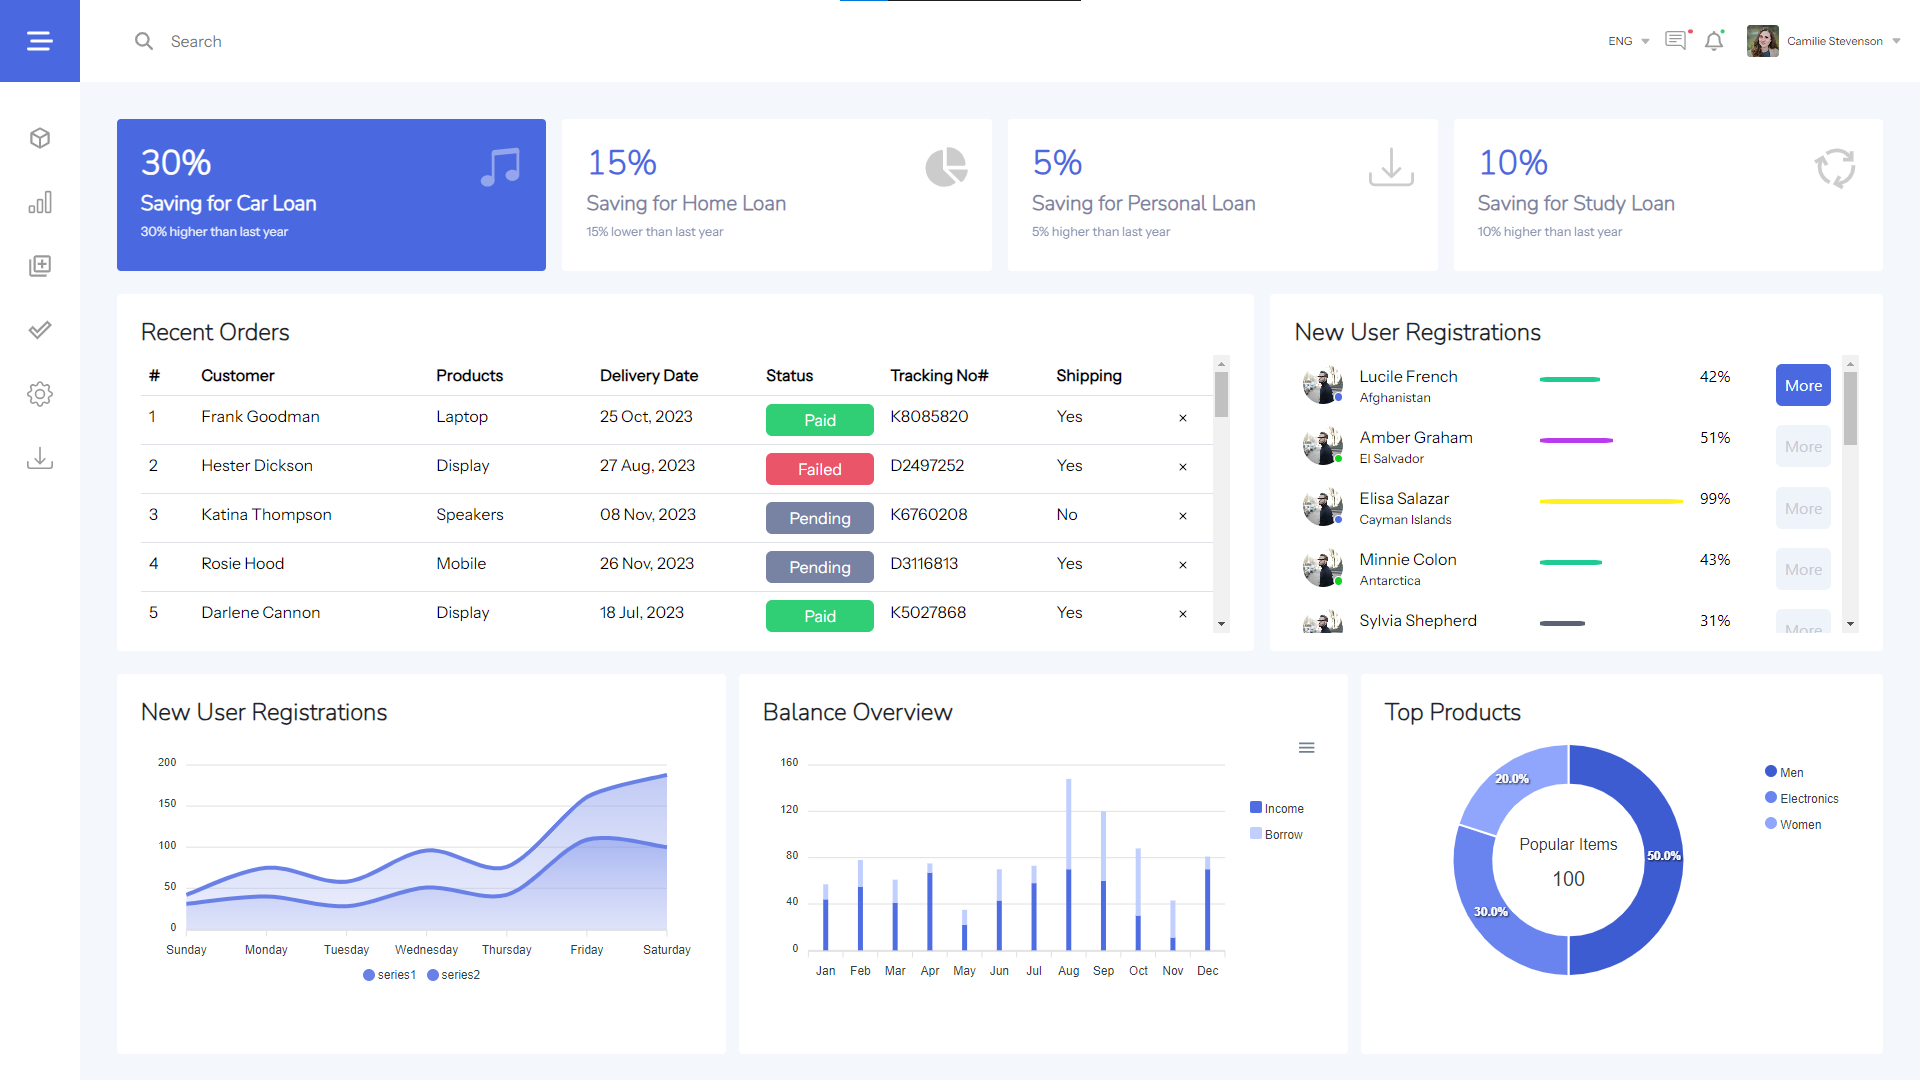 Search
ENG
Camilie Stevenson
30%
Saving for Car Loan
30% higher than last year
15%
Saving for Home Loan
15% lower than last year
5%
Saving for Personal Loan
5% higher than last year
10%
Saving for Study Loan
10% higher than last year
Recent Orders
# Customer Products Delivery Date Status Tracking No# Shipping
1 Frank Goodman Laptop 25 Oct, 2023 Paid K8085820 Yes ×
2 Hester Dickson Display 27 Aug, 2023 Failed D2497252 Yes ×
3 Katina Thompson Speakers 08 Nov, 2023 Pending K6760208 No ×
4 Rosie Hood Mobile 26 Nov, 2023 Pending D3116813 Yes ×
5 Darlene Cannon Display 18 Jul, 2023 Paid K5027868 Yes ×
New User Registrations
Lucile French 42% More
Afghanistan
Amber Graham 51% More
El Salvador
Elisa Salazar 99% More
Cayman Islands
Minnie Colon 43% More
Antarctica
Sylvia Shepherd 31% More
New User Registrations
200
150
100
50
0
Sunday Monday Tuesday Wednesday Thursday Friday Saturday
series1 series2
Balance Overview
160
120
80
40
0
Jan Feb Mar Apr May Jun Jul Aug Sep Oct Nov Dec
Income
Borrow
Top Products
20.0%
50.0%
30.0%
Popular Items
100
Men
Electronics
Women